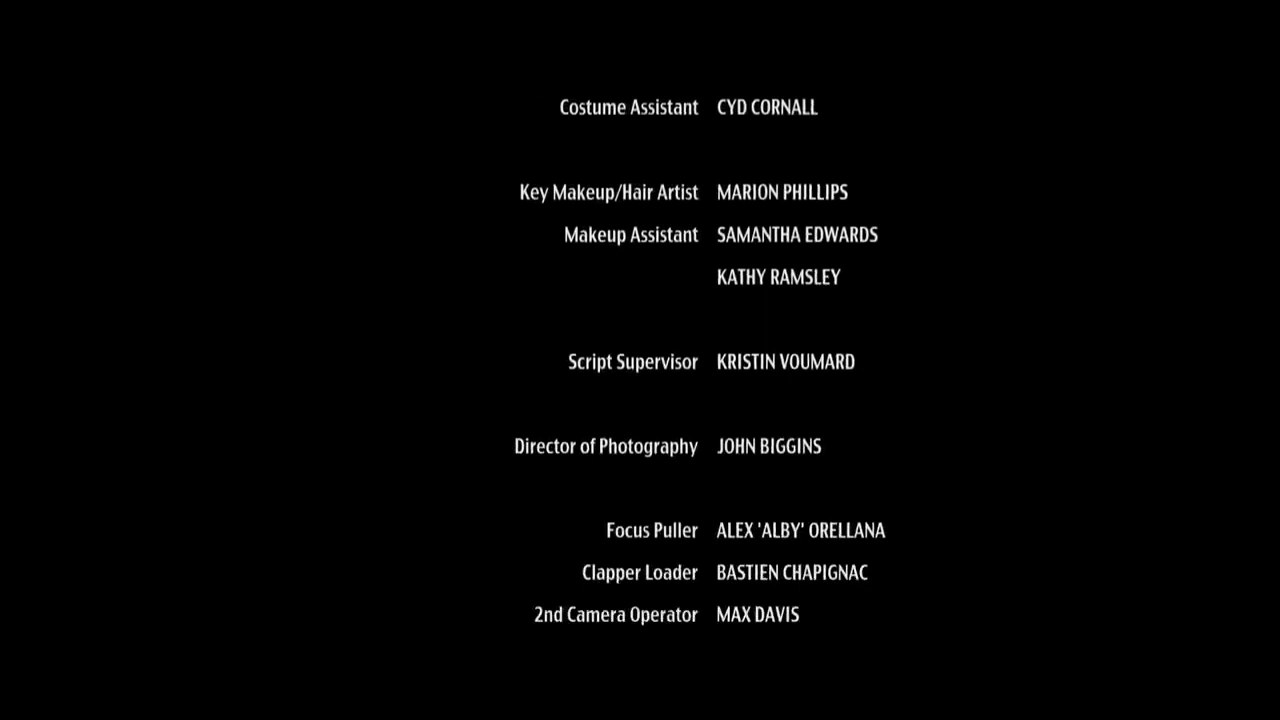 Costume Assistant CYD CORNALL
Key Makeup/Hair Artist MARION PHILLIPS
Makeup Assistant SAMANTHA EDWARDS
KATHY RAMSLEY
Script Supervisor KRISTIN VOUMARD
Director of Photography JOHN BIGGINS
Focus Puller ALEX 'ALBY' ORELLANA
Clapper Loader BASTIEN CHAPIGNAC
2nd Camera Operator MAX DAVIS